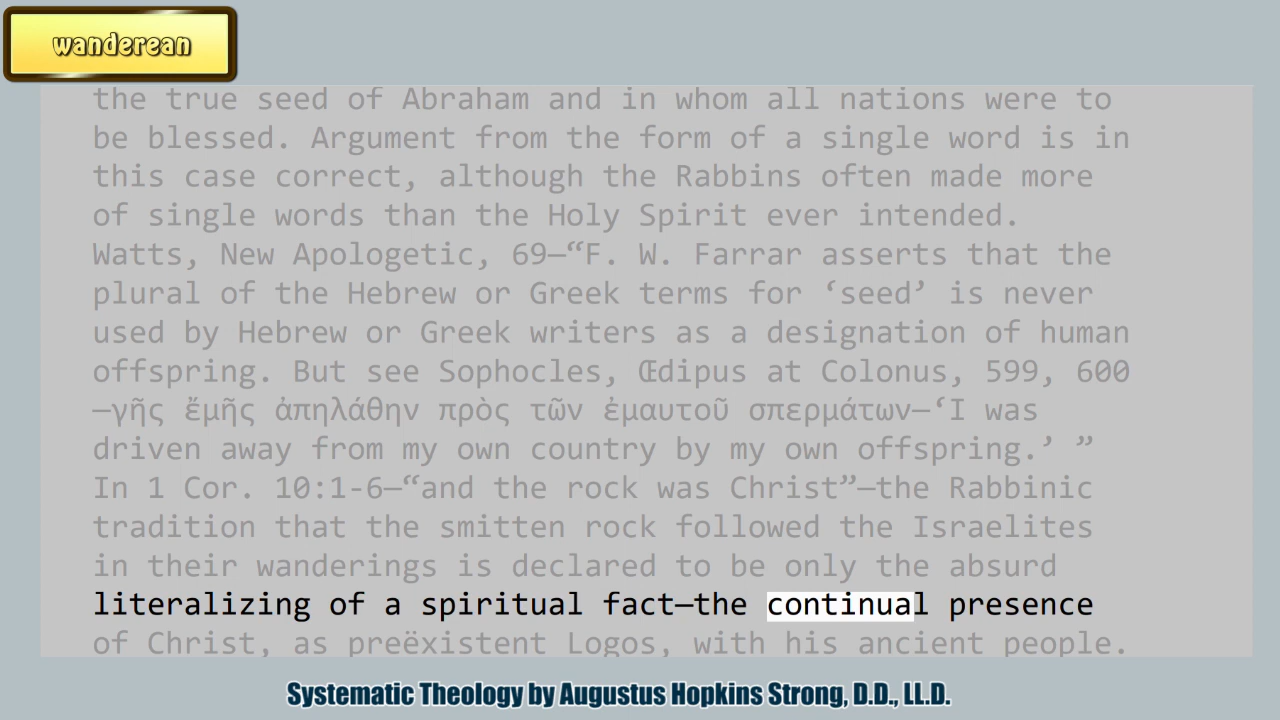 wanderean
the true seed of Abraham and in whom all nations were to
be blessed. Argument from the form of a single word is in
this case correct, although the Rabbins often made more
of single words than the Holy Spirit ever intended.
Watts, New Apologetic, 69—“F. W. Farrar asserts that the
plural of the Hebrew or Greek terms for ‘seed’ is never
used by Hebrew or Greek writers as a designation of human
offspring. But see Sophocles, Œdipus at Colonus, 599, 600
—γῆς ἔμῆς ἀπηλάθην πρὸς τῶν ἐμαυτοῦ σπερμάτων—‘I was
driven away from my own country by my own offspring.’ ”
In 1 Cor. 10:1-6—“and the rock was Christ”—the Rabbinic
tradition that the smitten rock followed the Israelites
in their wanderings is declared to be only the absurd
literalizing of a spiritual fact—the continual presence
of Christ, as preëxistent Logos, with his ancient people.
Systematic Theology by Augustus Hopkins Strong, D.D., LL.D.